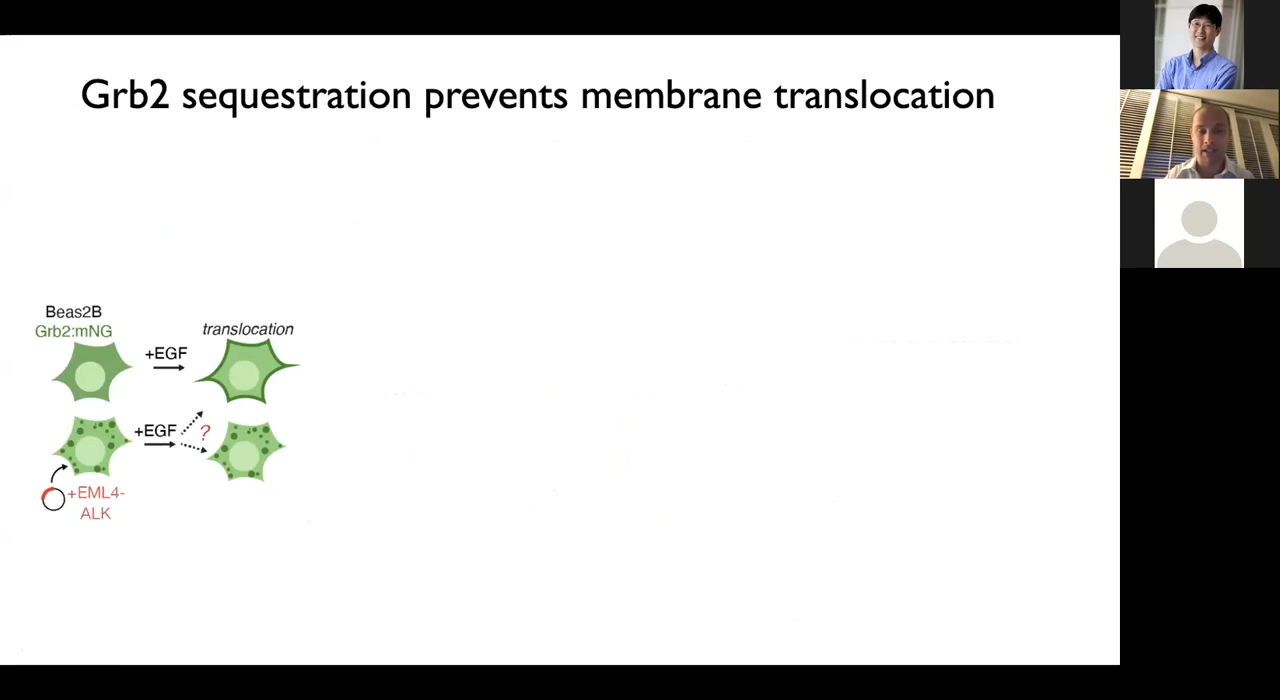 Grb2 sequestration prevents membrane translocation
Beas2B
Grb2:mNG
+EGF
translocation
+EGF
?
+EML4-
ALK